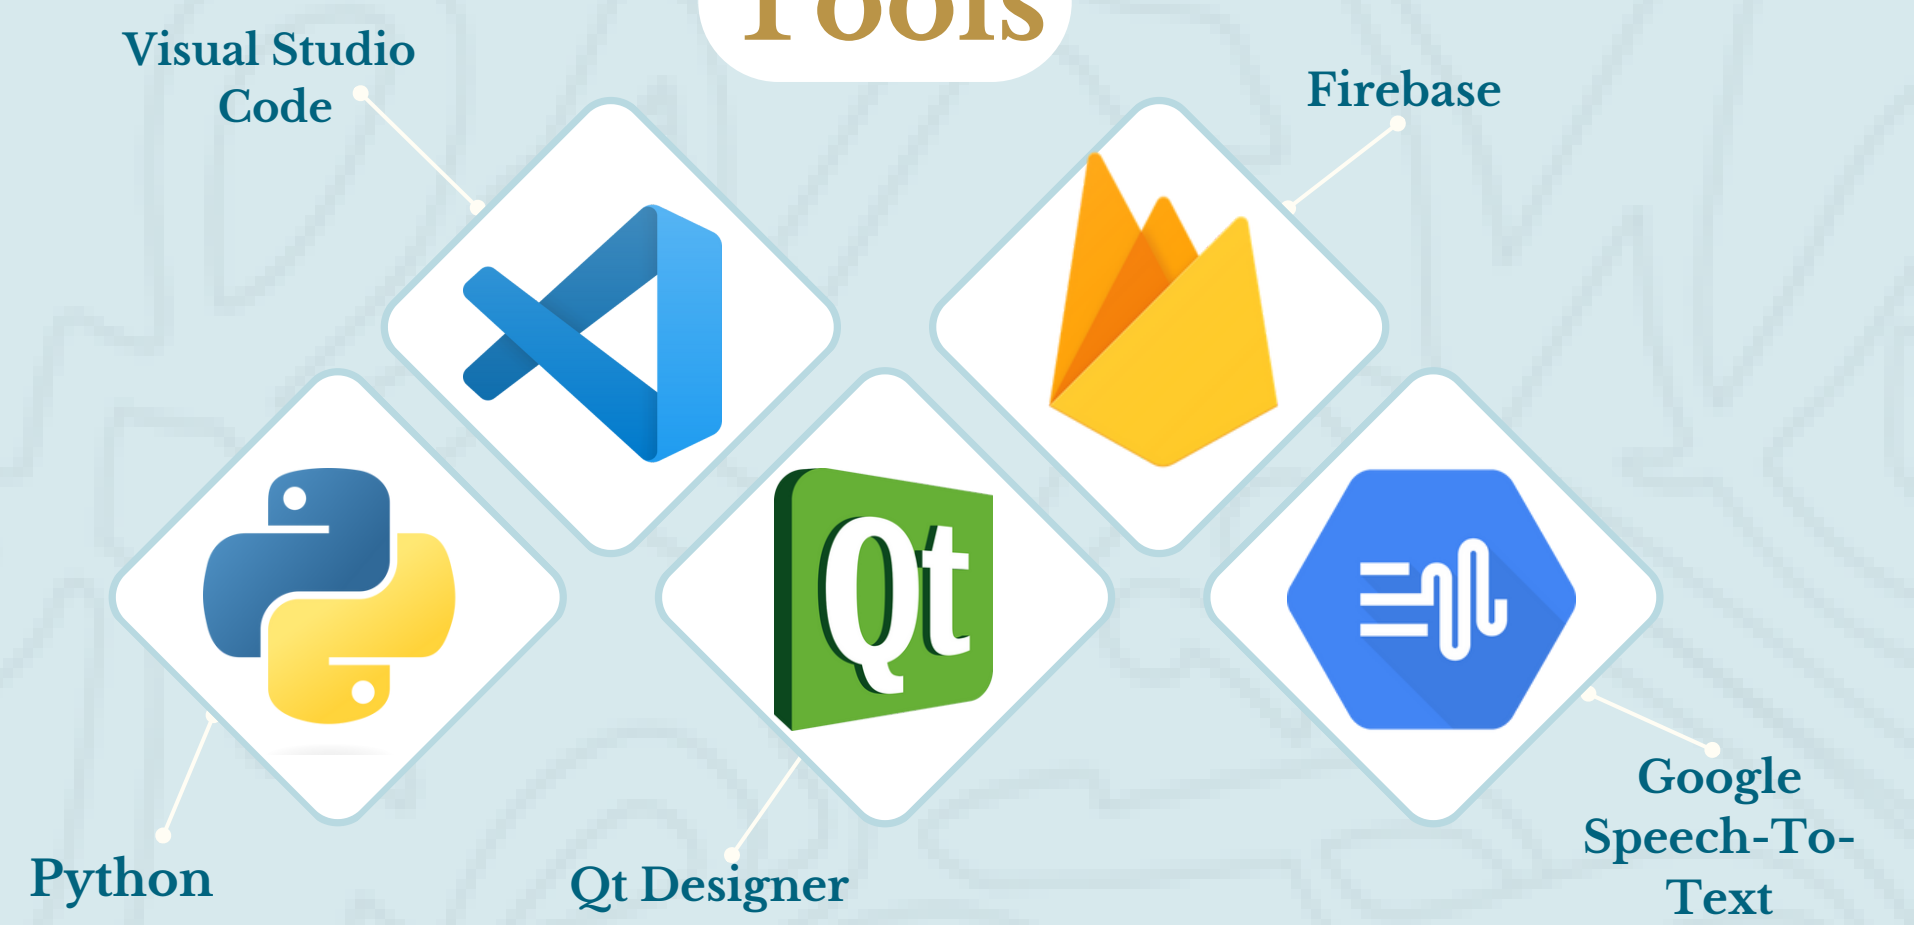 Tools
Visual Studio
Code
Firebase
Qt
Python
Qt Designer
Google
Speech-To-
Text